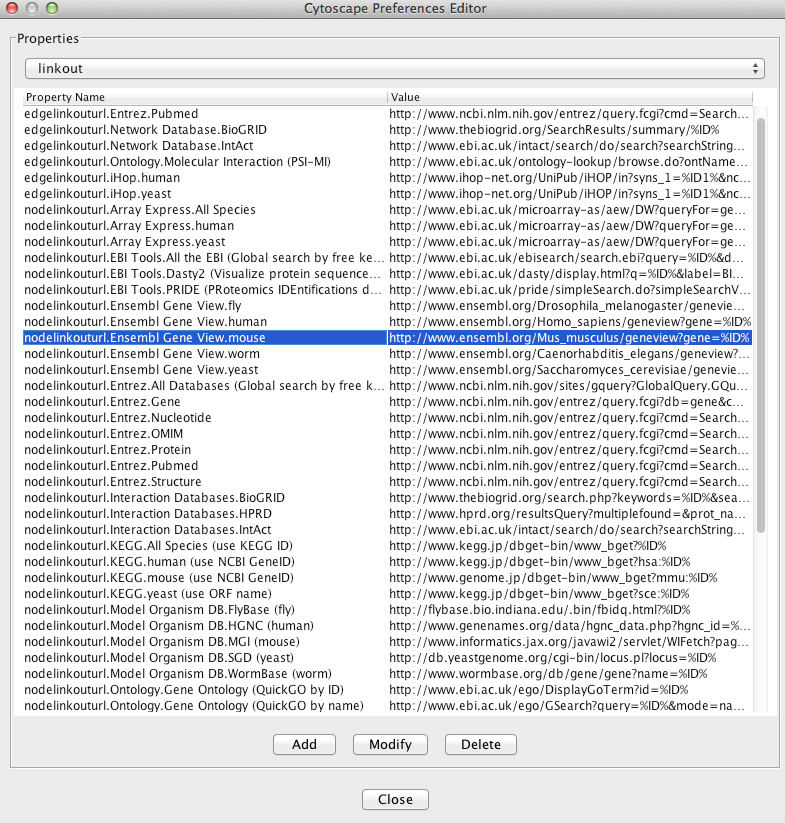 Cytoscape Preferences Editor
Properties
linkout
Property Name Value
edgelinkouturl.Entrez.Pubmed http://www.ncbi.nlm.nih.gov/entrez/query.fcgi?cmd=Search...
edgelinkouturl.Network Database.BioGRID http://www.thebiogrid.org/SearchResults/summary/%ID%
edgelinkouturl.Network Database.IntAct http://www.ebi.ac.uk/intact/search/do/search?searchString...
edgelinkouturl.Ontology.Molecular Interaction (PSI-MI) http://www.ebi.ac.uk/ontology-lookup/browse.do?ontName...
edgelinkouturl.iHop.human http://www.ihop-net.org/UniPub/iHOP/in?syns_1=%ID1%&nc...
edgelinkouturl.iHop.yeast http://www.ihop-net.org/UniPub/iHOP/in?syns_1=%ID1%&nc...
nodelinkouturl.Array Express.All Species http://www.ebi.ac.uk/microarray-as/aew/DW?queryFor=ge...
nodelinkouturl.Array Express.human http://www.ebi.ac.uk/microarray-as/aew/DW?queryFor=ge...
nodelinkouturl.Array Express.yeast http://www.ebi.ac.uk/microarray-as/aew/DW?queryFor=ge...
nodelinkouturl.EBI Tools.All the EBI (Global search by free ke... http://www.ebi.ac.uk/ebisearch/search.ebi?query=%ID%&d...
nodelinkouturl.EBI Tools.Dasty2 (Visualize protein sequence... http://www.ebi.ac.uk/dasty/display.html?q=%ID%&label=BI...
nodelinkouturl.EBI Tools.PRIDE (PRoteomics IDEntifications d... http://www.ebi.ac.uk/pride/simpleSearch.do?simpleSearchV...
nodelinkouturl.Ensembl Gene View.fly http://www.ensembl.org/Drosophila_melanogaster/genevie...
nodelinkouturl.Ensembl Gene View.human http://www.ensembl.org/Homo_sapiens/geneview?gene=%ID%
nodelinkouturl.Ensembl Gene View.mouse http://www.ensembl.org/Mus_musculus/geneview?gene=%ID%
nodelinkouturl.Ensembl Gene View.worm http://www.ensembl.org/Caenorhabditis_elegans/geneview?...
nodelinkouturl.Ensembl Gene View.yeast http://www.ensembl.org/Saccharomyces_cerevisiae/genevie...
nodelinkouturl.Entrez.All Databases (Global search by free k... http://www.ncbi.nlm.nih.gov/sites/gquery?GlobalQuery.GQu...
nodelinkouturl.Entrez.Gene http://www.ncbi.nlm.nih.gov/entrez/query.fcgi?db=gene&c...
nodelinkouturl.Entrez.Nucleotide http://www.ncbi.nlm.nih.gov/entrez/query.fcgi?cmd=Search...
nodelinkouturl.Entrez.OMIM http://www.ncbi.nlm.nih.gov/entrez/query.fcgi?cmd=Search...
nodelinkouturl.Entrez.Protein http://www.ncbi.nlm.nih.gov/entrez/query.fcgi?cmd=Search...
nodelinkouturl.Entrez.Pubmed http://www.ncbi.nlm.nih.gov/entrez/query.fcgi?cmd=Search...
nodelinkouturl.Entrez.Structure http://www.ncbi.nlm.nih.gov/entrez/query.fcgi?cmd=Search...
nodelinkouturl.Interaction Databases.BioGRID http://www.thebiogrid.org/search.php?keywords=%ID%&sea...
nodelinkouturl.Interaction Databases.HPRD http://www.hprd.org/resultsQuery?multiplefound=&prot_na...
nodelinkouturl.Interaction Databases.IntAct http://www.ebi.ac.uk/intact/search/do/search?searchString...
nodelinkouturl.KEGG.All Species (use KEGG ID) http://www.kegg.jp/dbget-bin/www_bget?%ID%
nodelinkouturl.KEGG.human (use NCBI GeneID) http://www.kegg.jp/dbget-bin/www_bget?hsa:%ID%
nodelinkouturl.KEGG.mouse (use NCBI GeneID) http://www.genome.jp/dbget-bin/www_bget?mmu:%ID%
nodelinkouturl.KEGG.yeast (use ORF name) http://www.kegg.jp/dbget-bin/www_bget?sce:%ID%
nodelinkouturl.Model Organism DB.FlyBase (fly) http://flybase.bio.indiana.edu/.bin/fbidq.html?%ID%
nodelinkouturl.Model Organism DB.HGNC (human) http://www.genenames.org/data/hgnc_data.php?hgnc_id=%...
nodelinkouturl.Model Organism DB.MGI (mouse) http://www.informatics.jax.org/javawi2/servlet/WIFetch?pag...
nodelinkouturl.Model Organism DB.SGD (yeast) http://db.yeastgenome.org/cgi-bin/locus.pl?locus=%ID%
nodelinkouturl.Model Organism DB.WormBase (worm) http://www.wormbase.org/db/gene/gene?name=%ID%
nodelinkouturl.Ontology.Gene Ontology (QuickGO by ID) http://www.ebi.ac.uk/ego/DisplayGoTerm?id=%ID%
nodelinkouturl.Ontology.Gene Ontology (QuickGO by name) http://www.ebi.ac.uk/ego/GSearch?query=%ID%&mode=na...
Add Modify Delete
Close